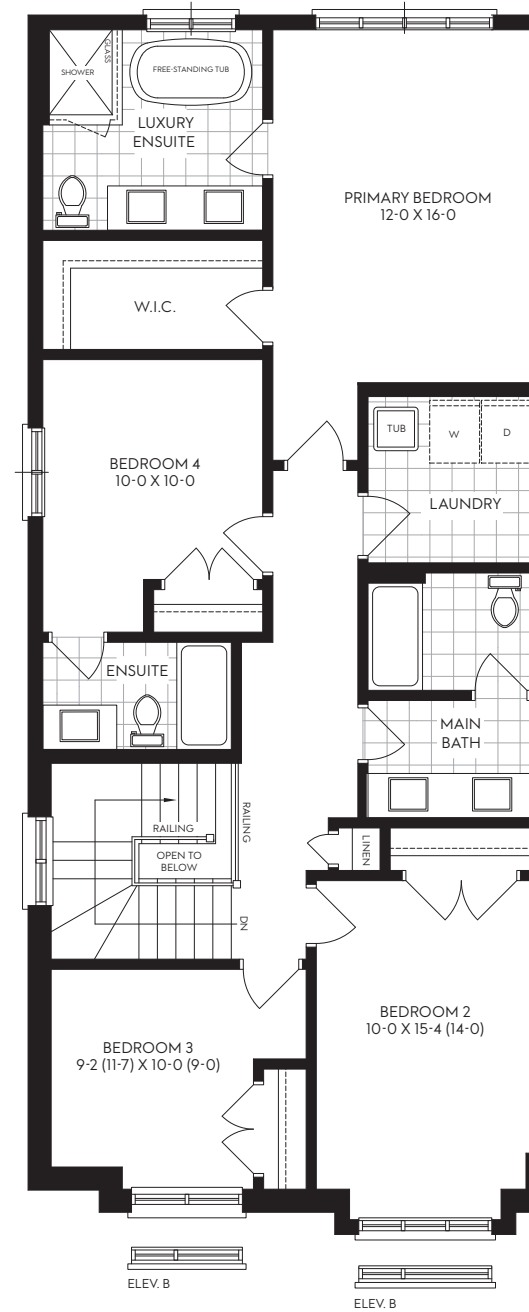 SHOWER
GLASS
FREE-STANDING TUB
LUXURY
ENSUITE
PRIMARY BEDROOM
12-0 X 16-0
W.I.C.
BEDROOM 4
10-0 X 10-0
TUB
W
D
LAUNDRY
ENSUITE
MAIN
BATH
RAILING
RAILING
OPEN TO
BELOW
LINEN
DN
BEDROOM 2
10-0 X 15-4 (14-0)
BEDROOM 3
9-2 (11-7) X 10-0 (9-0)
ELEV. B
ELEV. B